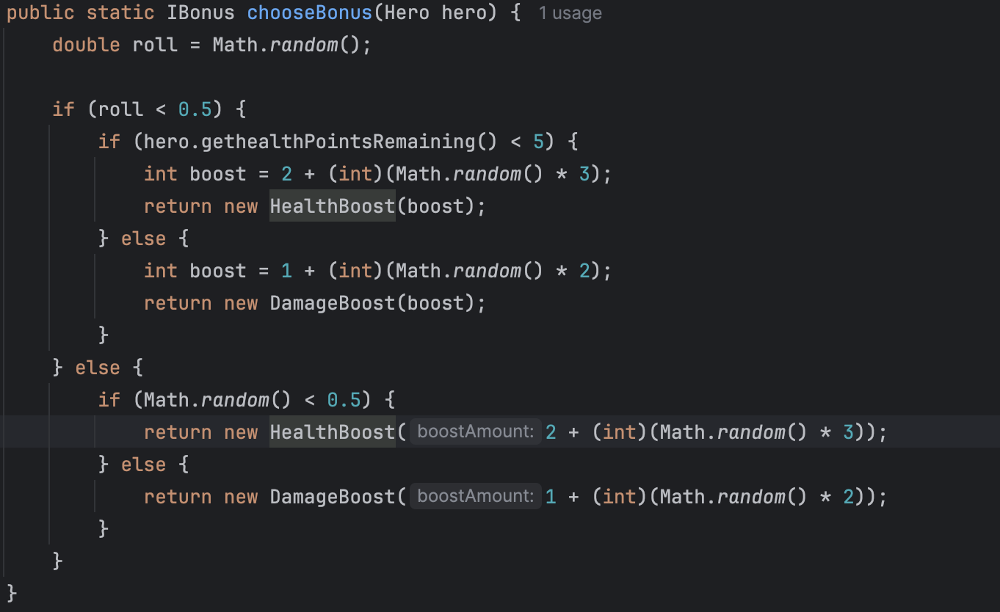 public static IBonus chooseBonus(Hero hero) {  1 usage
    double roll = Math.random();

    if (roll < 0.5) {
        if (hero.gethealthPointsRemaining() < 5) {
            int boost = 2 + (int)(Math.random() * 3);
            return new HealthBoost(boost);
        } else {
            int boost = 1 + (int)(Math.random() * 2);
            return new DamageBoost(boost);
        }
    } else {
        if (Math.random() < 0.5) {
            return new HealthBoost( boostAmount: 2 + (int)(Math.random() * 3));
        } else {
            return new DamageBoost( boostAmount: 1 + (int)(Math.random() * 2));
        }
    }
}